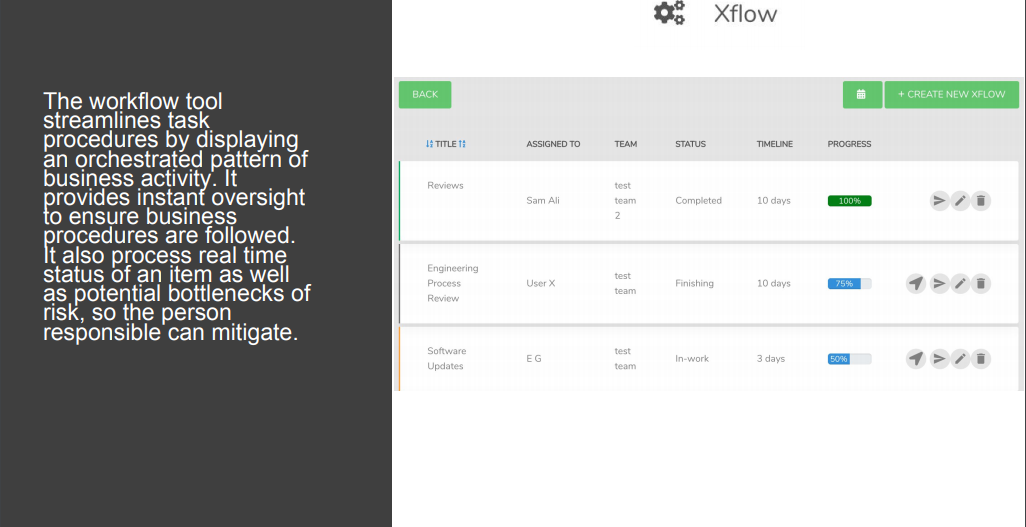 Xflow
The workflow tool
streamlines task
procedures by displaying
an orchestrated pattern of
business activity. It
provides instant oversight
to ensure business
procedures are followed.
It also process real time
status of an item as well
as potential bottlenecks of
risk, so the person
responsible can mitigate.
BACK
+ CREATE NEW XFLOW
TITLE ASSIGNED TO TEAM STATUS TIMELINE PROGRESS
Reviews
Sam Ali
test
team
2
Completed
10 days
100%
Engineering
Process
Review
User X
test
team
Finishing
10 days
75%
Software
Updates
E G
test
team
In-work
3 days
50%